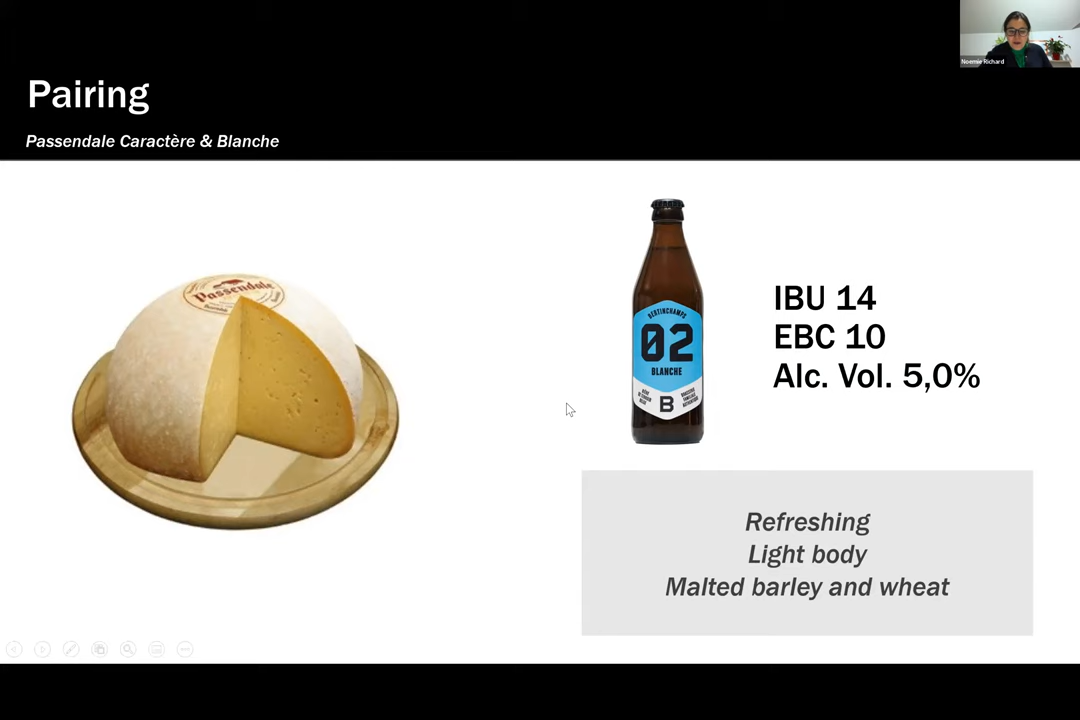 Noemie Richard
Pairing
Passendale Caractère & Blanche
Passendale
BERTINCHAMPS
02
BLANCHE
B
IBU 14
EBC 10
Alc. Vol. 5,0%
Refreshing
Light body
Malted barley and wheat